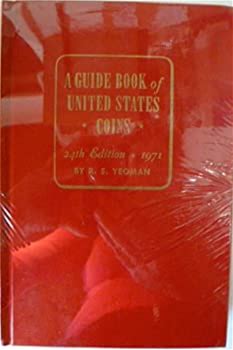 A GUIDE BOOK of
UNITED STATES
• COINS •
24th Edition • 1971
BY R. S. YEOMAN